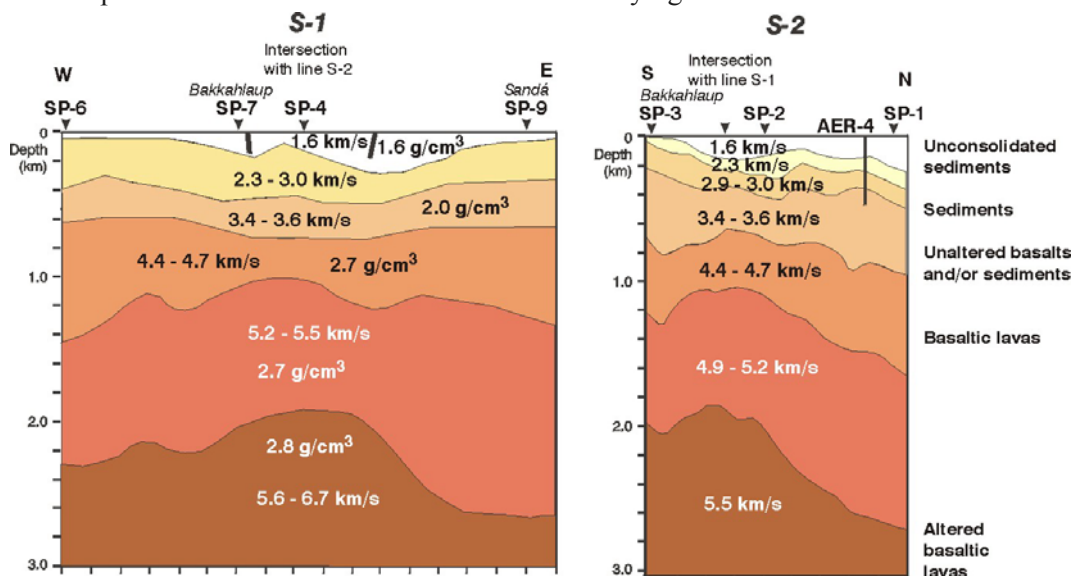 S-1
Intersection
with line S-2
W
E
Bakkahlaup
Sandá
SP-6
SP-7
SP-4
SP-9
0
Depth
(km)
1.0
2.0
3.0
1.6 km/s
1.6 g/cm³
2.3 - 3.0 km/s
2.0 g/cm³
3.4 - 3.6 km/s
4.4 - 4.7 km/s
2.7 g/cm³
5.2 - 5.5 km/s
2.7 g/cm³
2.8 g/cm³
5.6 - 6.7 km/s
S-2
Intersection
with line S-1
S
N
Bakkahlaup
SP-3
SP-2
AER-4
SP-1
0
Depth
(km)
1.0
2.0
3.0
1.6 km/s
2.3 km/s
2.9 - 3.0 km/s
3.4 - 3.6 km/s
4.4 - 4.7 km/s
4.9 - 5.2 km/s
5.5 km/s
Unconsolidated
sediments
Sediments
Unaltered basalts
and/or sediments
Basaltic lavas
Altered
basaltic
lavas